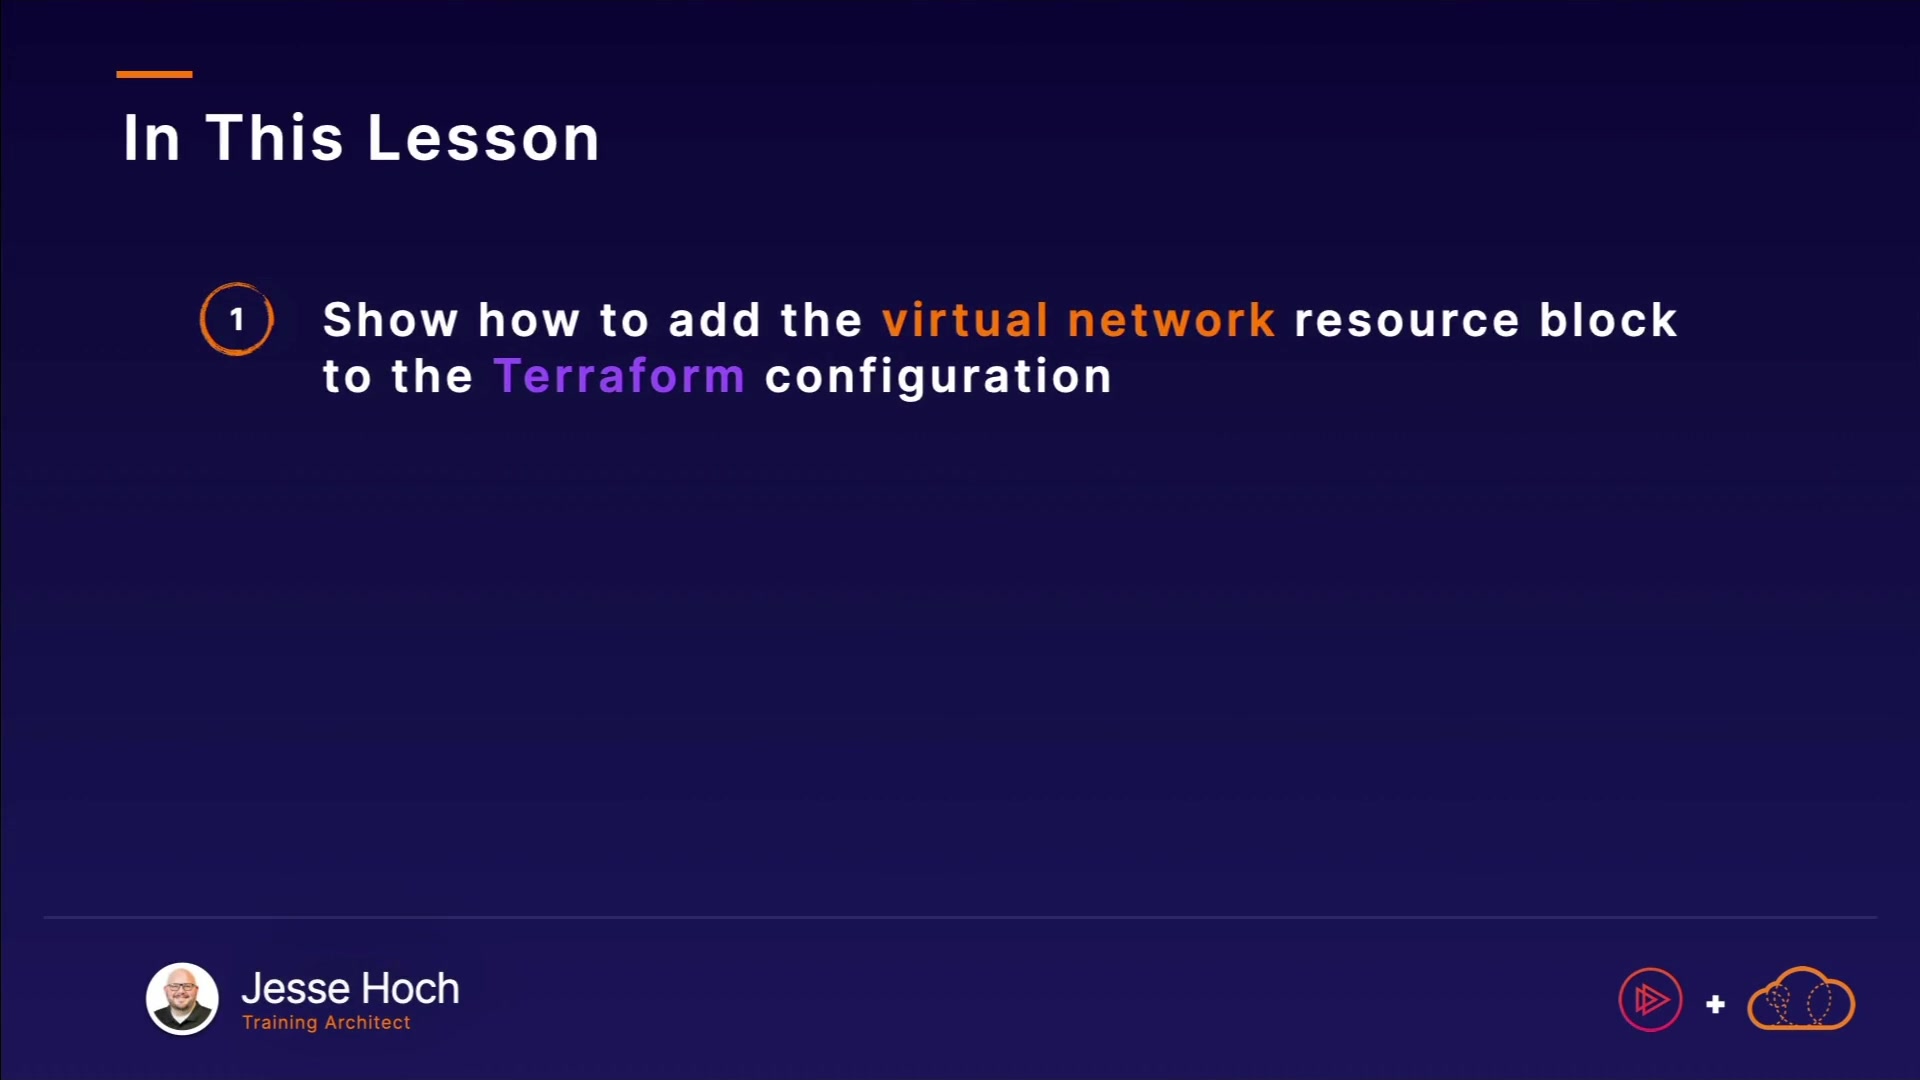 In This Lesson
1
Show how to add the virtual network resource block
to the Terraform configuration
Jesse Hoch
Training Architect
+